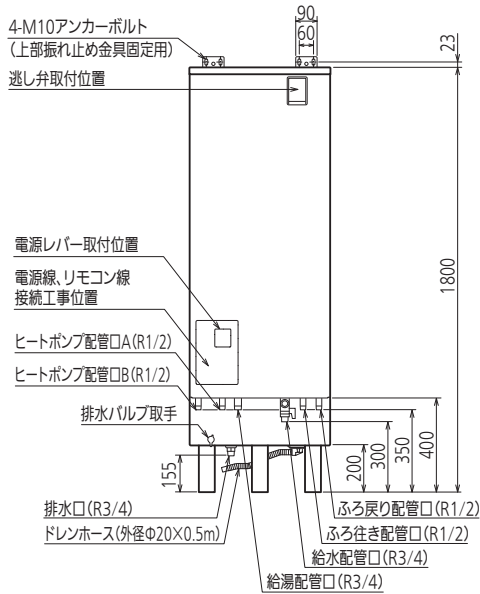 4-M10アンカーボルト
(上部振れ止め金具固定用)
逃し弁取付位置
90
60
23
1800
電源レバー取付位置
電源線、リモコン線
接続工事位置
ヒートポンプ配管口A(R1/2)
ヒートポンプ配管口B(R1/2)
排水バルブ取手
155
200
300
350
400
排水口(R3/4)
ドレンホース(外径Φ20×0.5m)
ふろ戻り配管口(R1/2)
ふろ往き配管口(R1/2)
給水配管口(R3/4)
給湯配管口(R3/4)